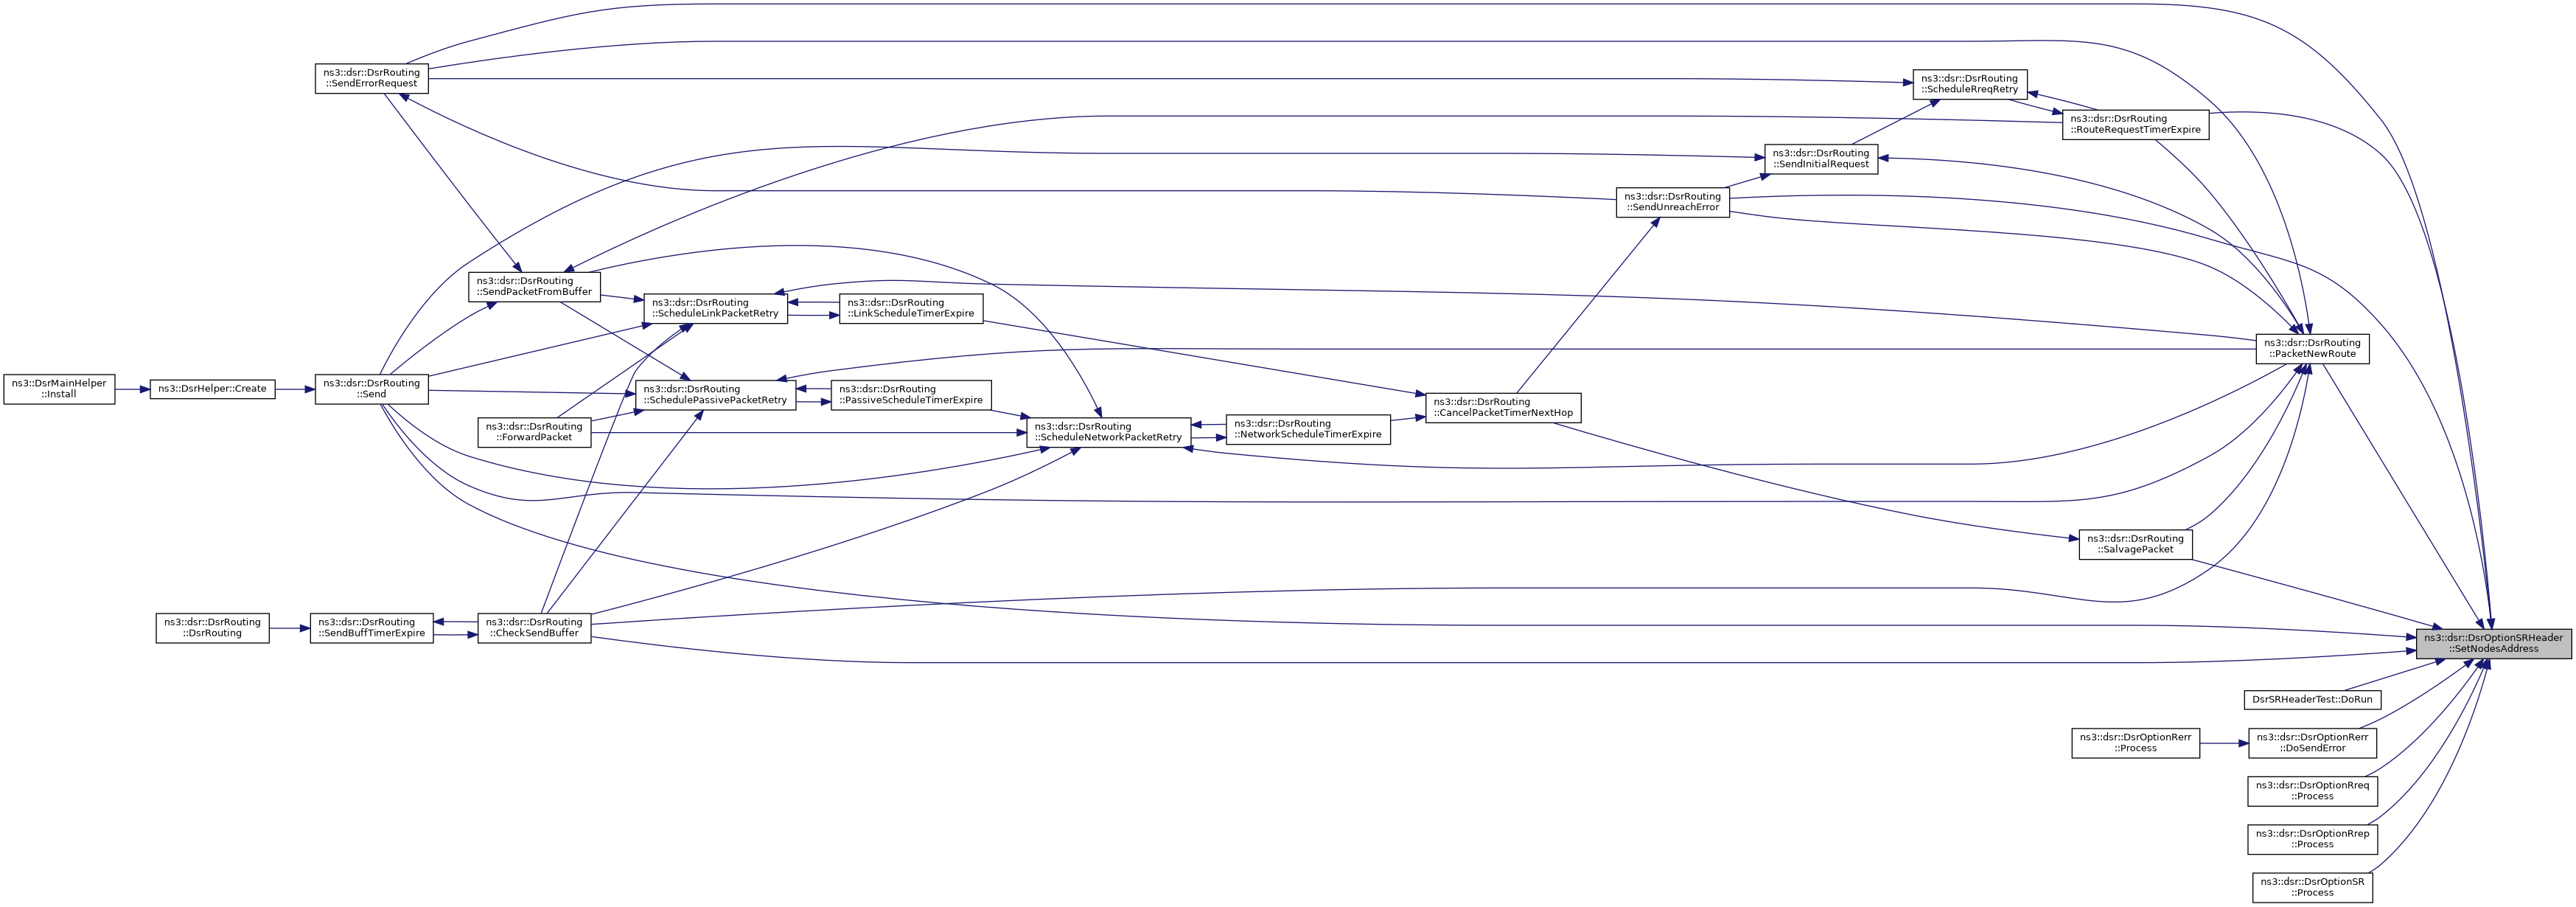 ns3::dsr::DsrRouting
::SendErrorRequest
ns3::dsr::DsrRouting
::ScheduleRreqRetry
ns3::dsr::DsrRouting
::RouteRequestTimerExpire
ns3::dsr::DsrRouting
::SendInitialRequest
ns3::dsr::DsrRouting
::SendUnreachError
ns3::dsr::DsrRouting
::SendPacketFromBuffer
ns3::dsr::DsrRouting
::ScheduleLinkPacketRetry
ns3::dsr::DsrRouting
::LinkScheduleTimerExpire
ns3::dsr::DsrRouting
::PacketNewRoute
ns3::DsrMainHelper
::Install
ns3::DsrHelper::Create
ns3::dsr::DsrRouting
::Send
ns3::dsr::DsrRouting
::SchedulePassivePacketRetry
ns3::dsr::DsrRouting
::PassiveScheduleTimerExpire
ns3::dsr::DsrRouting
::CancelPacketTimerNextHop
ns3::dsr::DsrRouting
::ForwardPacket
ns3::dsr::DsrRouting
::ScheduleNetworkPacketRetry
ns3::dsr::DsrRouting
::NetworkScheduleTimerExpire
ns3::dsr::DsrRouting
::SalvagePacket
ns3::dsr::DsrRouting
::DsrRouting
ns3::dsr::DsrRouting
::SendBuffTimerExpire
ns3::dsr::DsrRouting
::CheckSendBuffer
ns3::dsr::DsrOptionSRHeader
::SetNodesAddress
DsrSRHeaderTest::DoRun
ns3::dsr::DsrOptionRerr
::Process
ns3::dsr::DsrOptionRerr
::DoSendError
ns3::dsr::DsrOptionRreq
::Process
ns3::dsr::DsrOptionRrep
::Process
ns3::dsr::DsrOptionSR
::Process